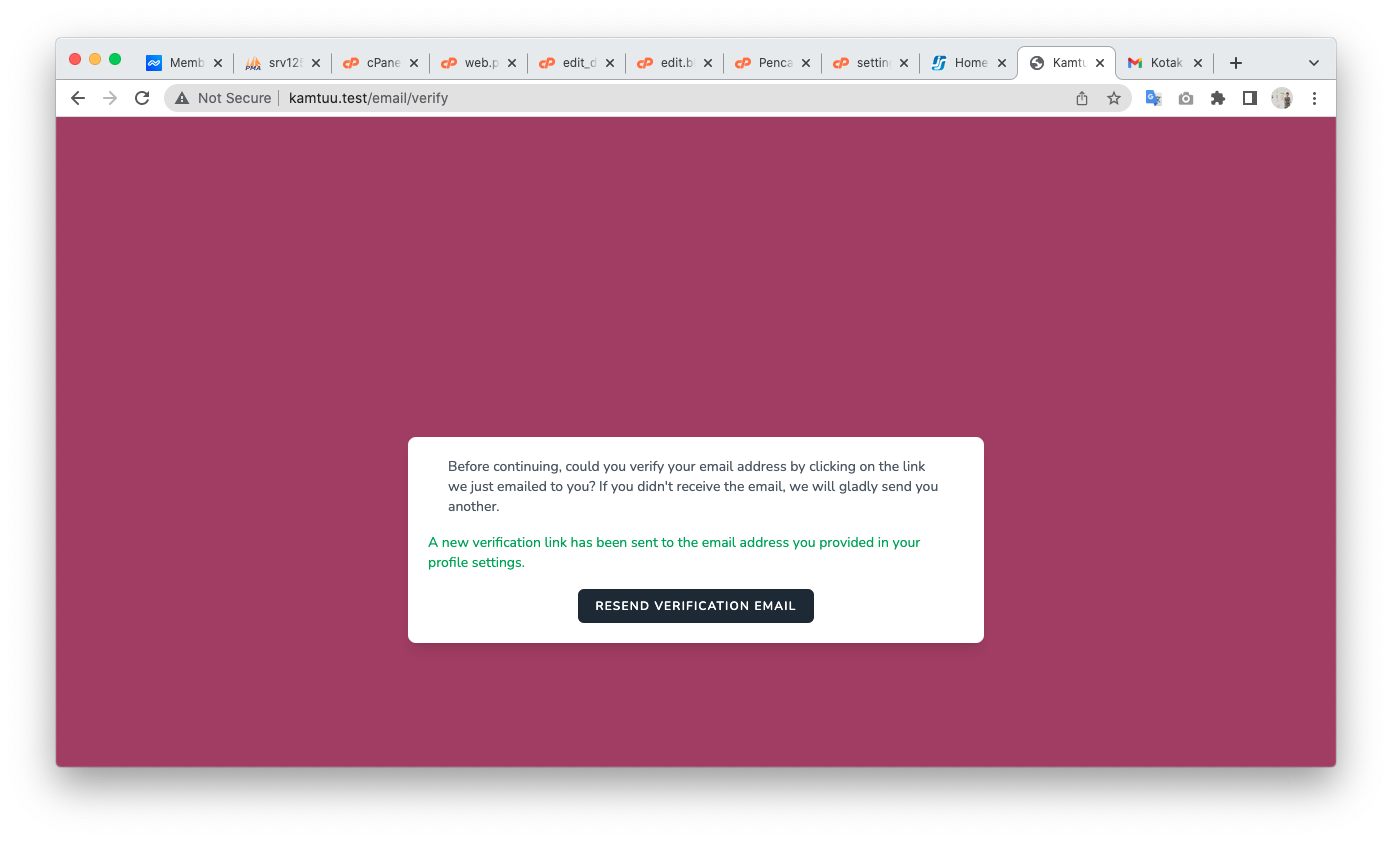 Memb
PMA srv125
cPane
web.p
edit_d
edit.bl
Penca
settin
Home
Kamtu
Kotak
Not Secure kamtuu.test/email/verify
Before continuing, could you verify your email address by clicking on the link
we just emailed to you? If you didn't receive the email, we will gladly send you
another.
A new verification link has been sent to the email address you provided in your
profile settings.
RESEND VERIFICATION EMAIL